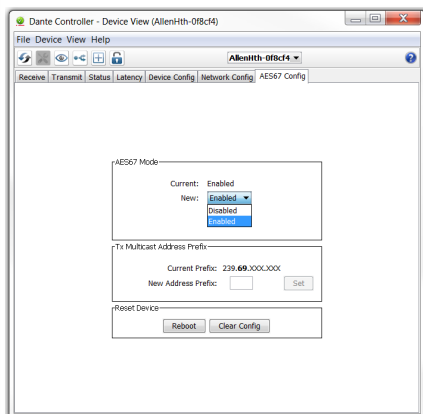 Dante Controller - Device View (AllenHth-0f8cf4)
File Device View Help
AllenHth-0f8cf4
Receive Transmit Status Latency Device Config Network Config AES67 Config
AES67 Mode
Current: Enabled
New: Enabled
Disabled
Enabled
Tx Multicast Address Prefix
Current Prefix: 239.69.XXX.XXX
New Address Prefix: Set
Reset Device
Reboot Clear Config